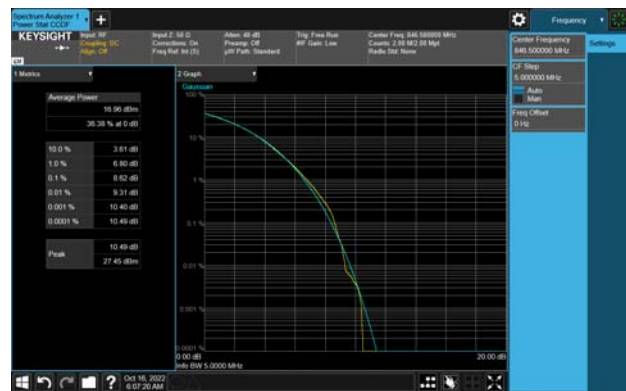 Spectrum Analyzer 1
Power Stat CCDF
+
Frequency
KEYSIGHT
Input: RF
Coupling: DC
Align: Off
Input Z: 50 Ω
Corrections: On
Freq Ref: Int (S)
Atten: 40 dB
Preamp: Off
µW Path: Standard
Trig: Free Run
#IF Gain: Low
Center Freq: 846.500000 MHz
Counts: 2.00 M/2.00 Mpt
Radio Std: None
Center Frequency
846.500000 MHz
Settings
CF Step
5.000000 MHz
Auto
Man
Freq Offset
0 Hz
1 Metrics
Average Power
16.96 dBm
36.38 % at 0 dB
10.0 % 3.61 dB
1.0 % 6.80 dB
0.1 % 8.62 dB
0.01 % 9.31 dB
0.001 % 10.40 dB
0.0001 % 10.49 dB
Peak
10.49 dB
27.45 dBm
2 Graph
Gaussian
100 %
10 %
1 %
0.1 %
0.01 %
0.001 %
0.0001 %
0.00 dB
20.00 dB
Info BW 5.0000 MHz
?
Oct 16, 2022
6:07:20 AM